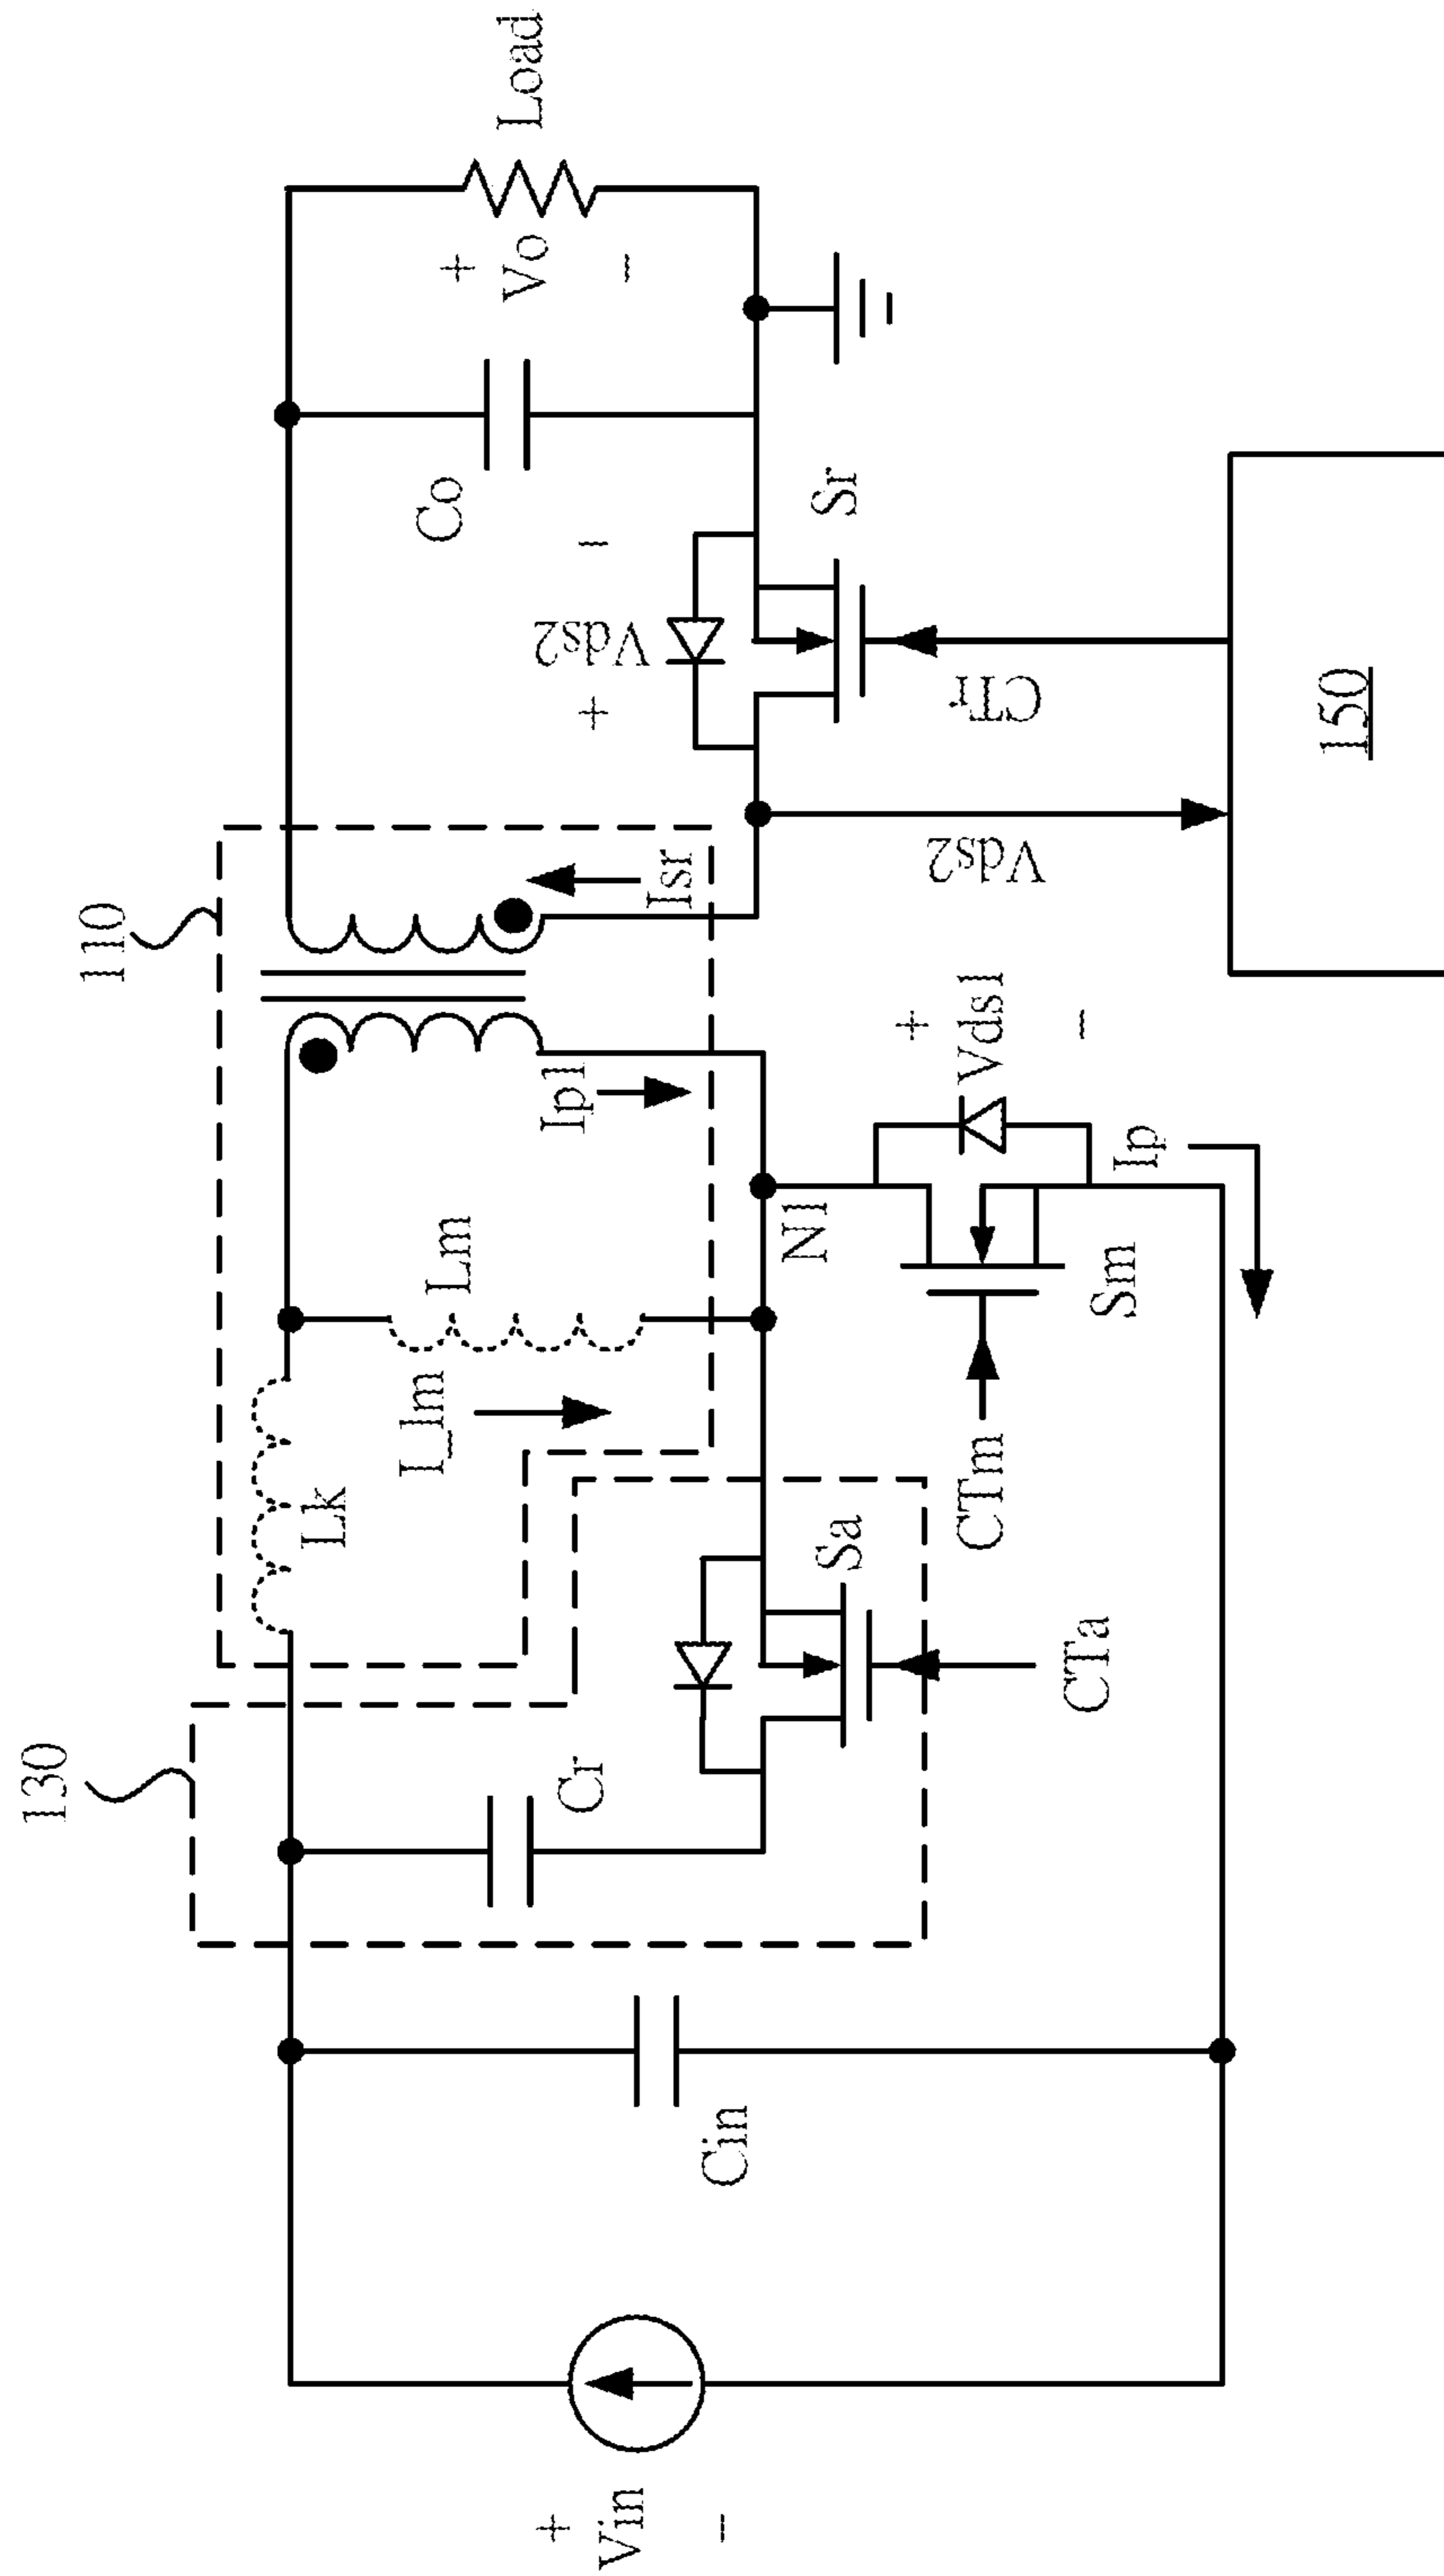 130
110
+
Vin
−
Cin
Cr
Sa
CTa
Lk
Lm
I_lm
Ip1
N1
CTm
Sm
+
Vds1
−
Ip
Isr
+
Vds2
−
Sr
CTr
Vds2
150
Co
+
Vo
−
Load